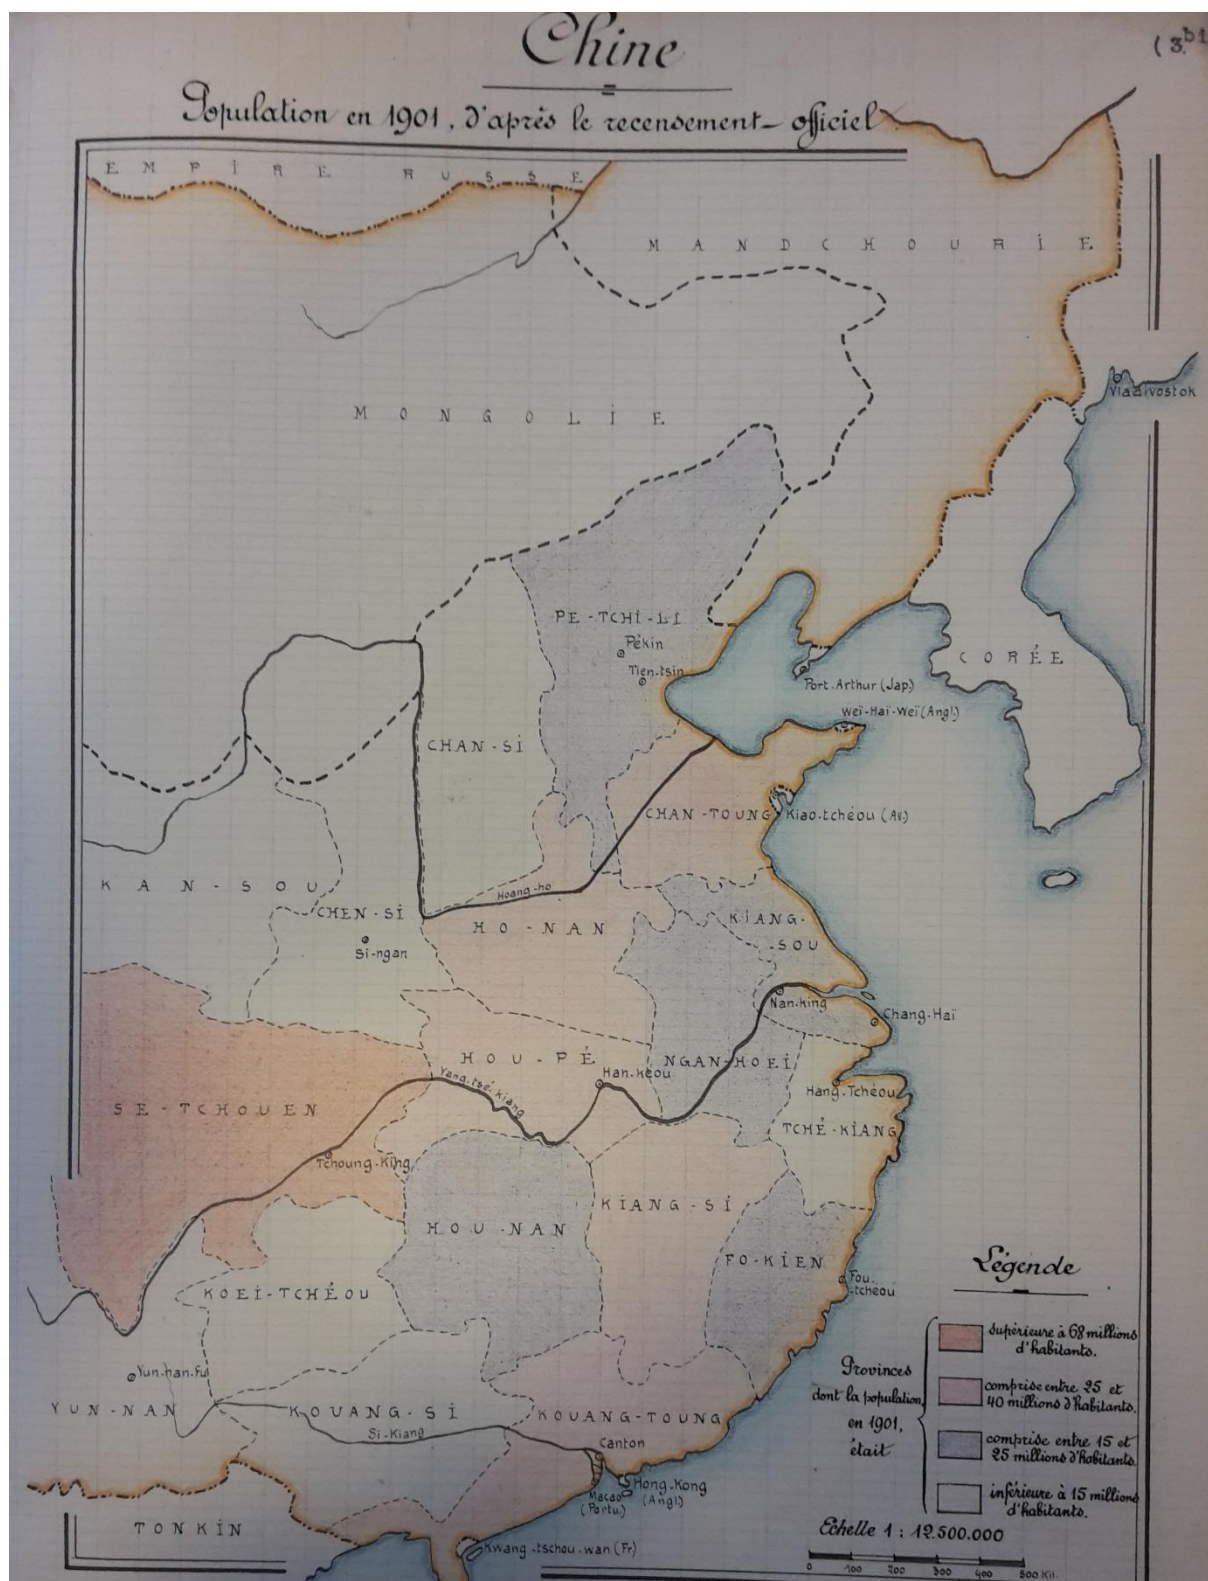 Chine
(3.b1
Population en 1901, d'après le recensement officiel
EMPIRE RUSSE
MANDCHOURIE
Vladivostok
MONGOLIE
PE-TCHI-LI
Pékin
Tien-tsin
CORÉE
Port-Arthur (Jap.)
Weï-Haï-Weï (Angl.)
CHAN-SI
CHAN-TOUNG
Kiao-tchéou (All.)
KAN-SOU
Hoang-ho
CHEN-SI
HO-NAN
KIANG-
-SOU
Si-ngan
Nan-king
Chang-Haï
HOU-PÉ
NGAN-HOEÏ
Han-kéou
Yang-tsé-kiang
Hang-Tchéou
SE-TCHOUEN
TCHÉ-KIANG
Tchoung-King
KIANG-SI
HOU-NAN
FO-KIEN
Fou-
-tchéou
KOEÏ-TCHÉOU
Yun-nan-fu
YUN-NAN
KOUANG-SI
Si-Kiang
KOUANG-TOUNG
Canton
Hong-Kong
(Angl.)
Macao
(Portu.)
TONKIN
Kwang-tschou-wan (Fr)
Légende
Provinces
dont la population,
en 1901,
était
supérieure à 68 millions
d'habitants.
comprise entre 25 et
40 millions d'habitants.
comprise entre 15 et
25 millions d'habitants.
inférieure à 15 millions
d'habitants.
Echelle 1 : 12.500.000
0 100 200 300 400 500 Kil.